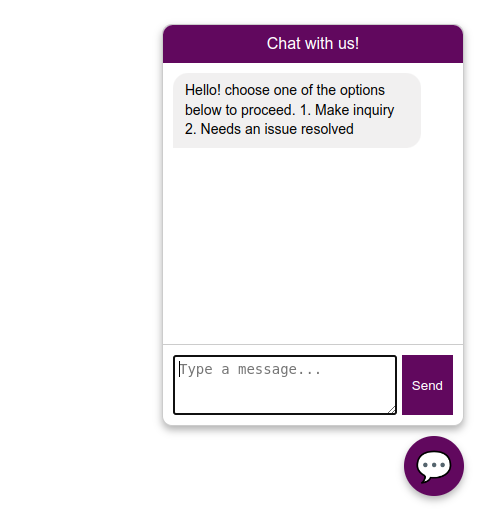 Chat with us!
Hello! choose one of the options
below to proceed. 1. Make inquiry
2. Needs an issue resolved
Type a message...
Send